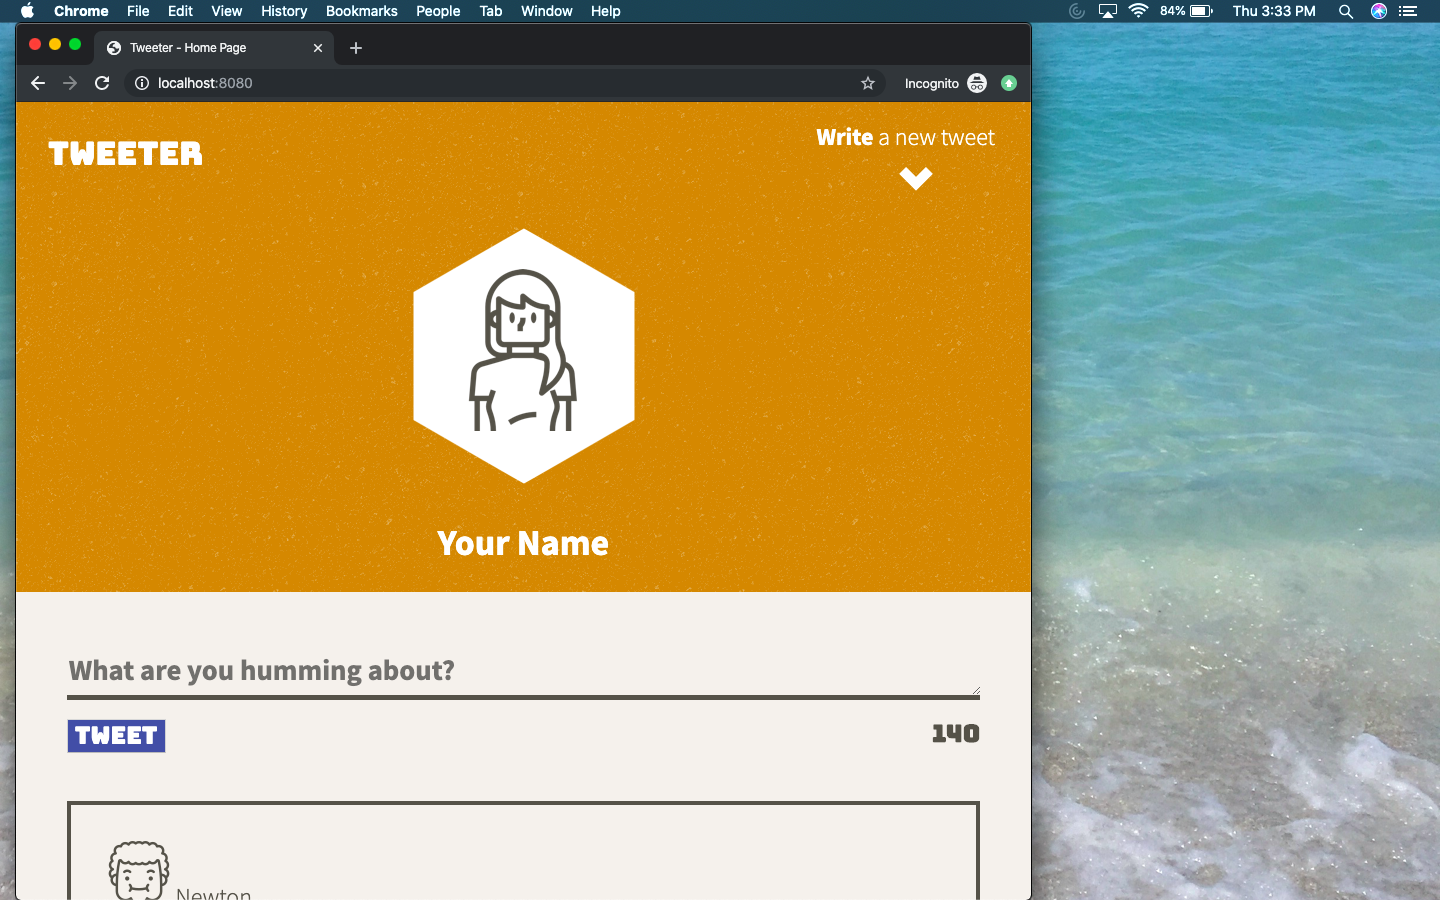 Chrome File Edit View History Bookmarks People Tab Window Help 84% Thu 3:33 PM
Tweeter - Home Page
localhost:8080 Incognito
TWEETER
Write a new tweet
Your Name
What are you humming about?
TWEET 140
Newton